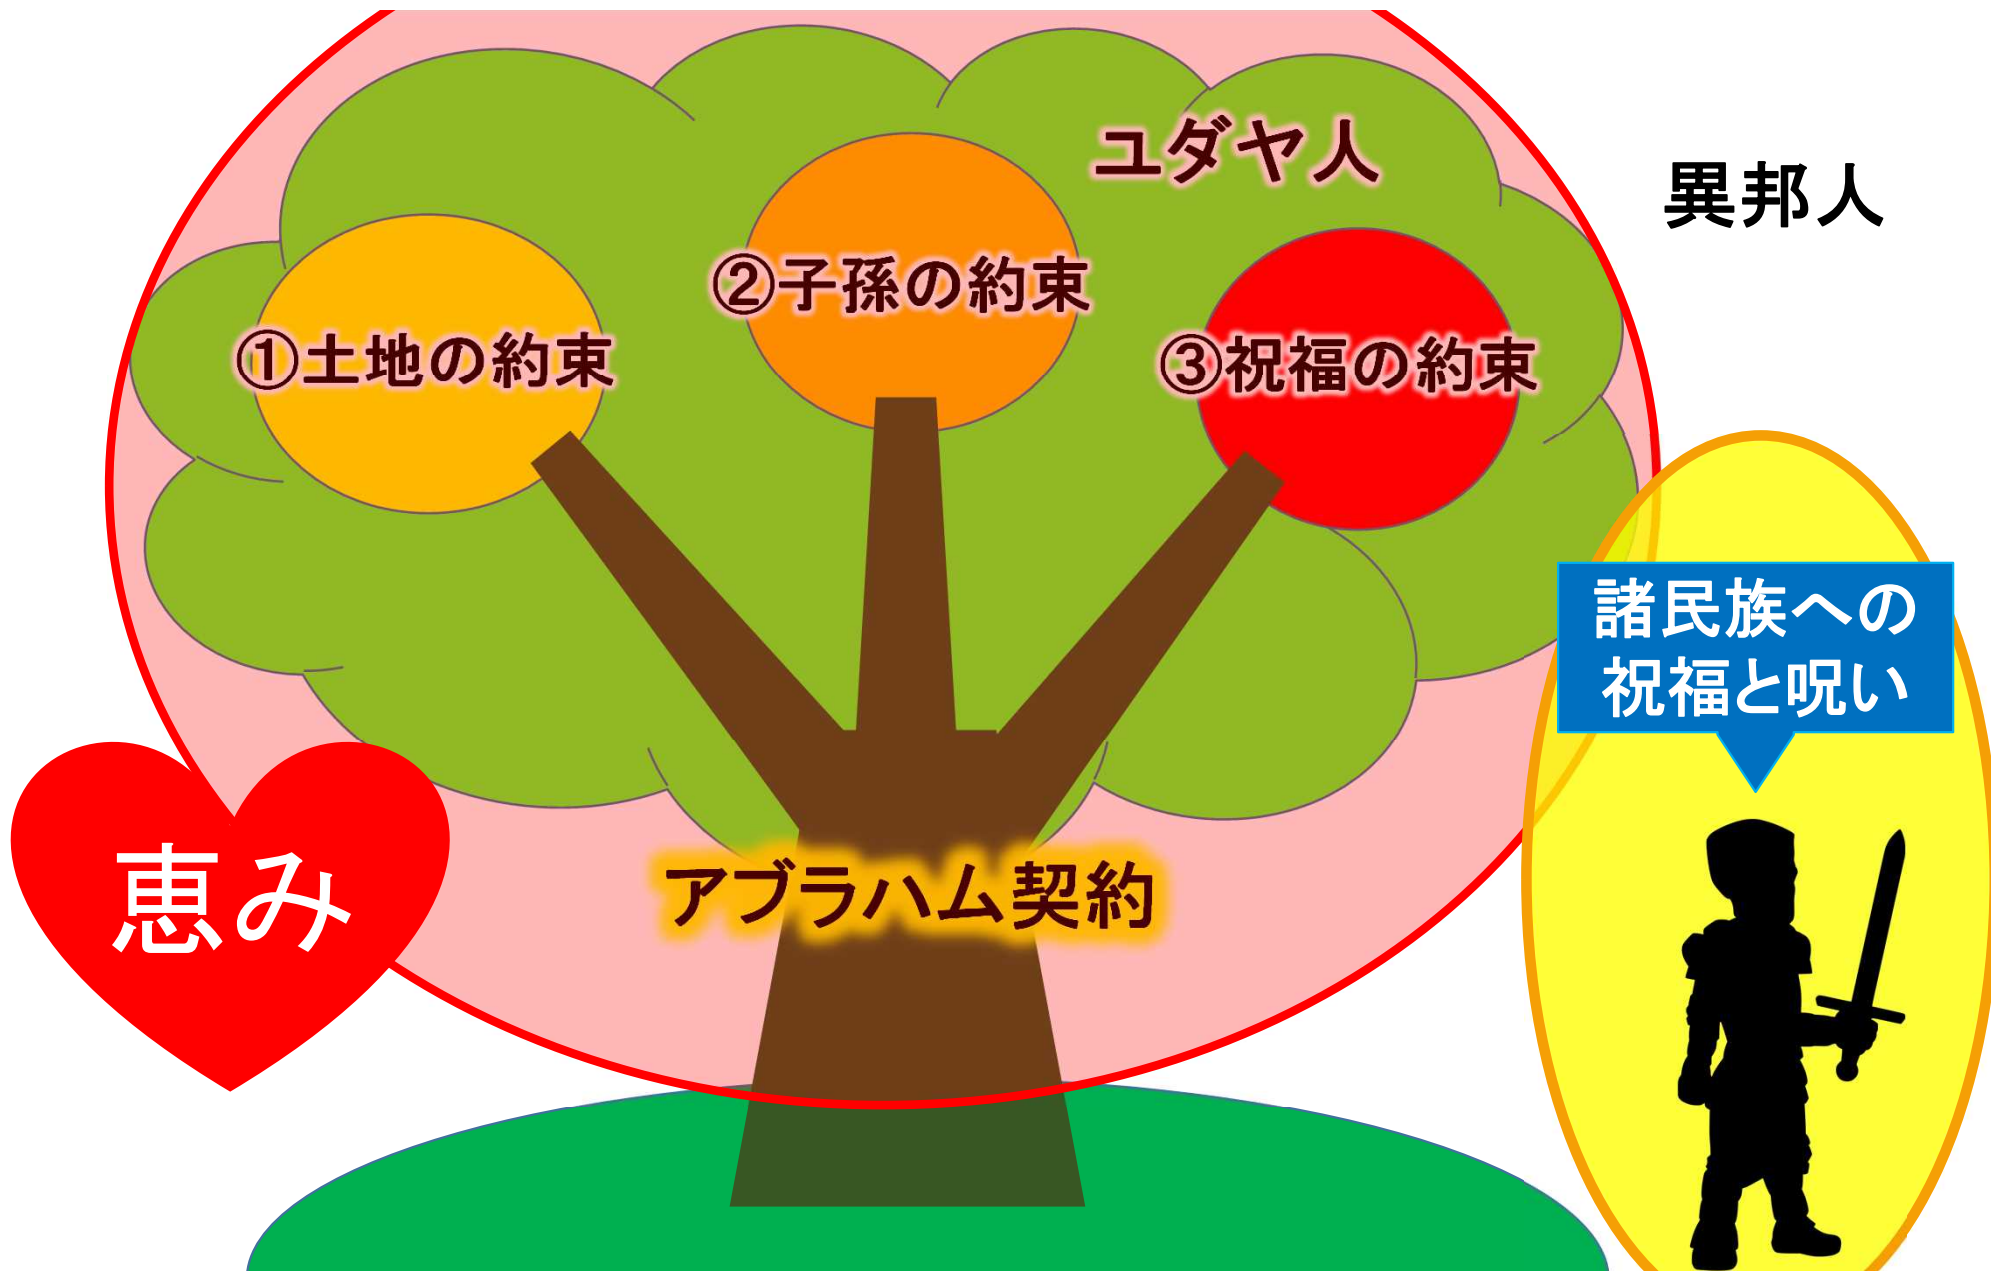 ユダヤ人
異邦人
②子孫の約束
①土地の約束
③祝福の約束
諸民族への
祝福と呪い
恵み
アブラハム契約